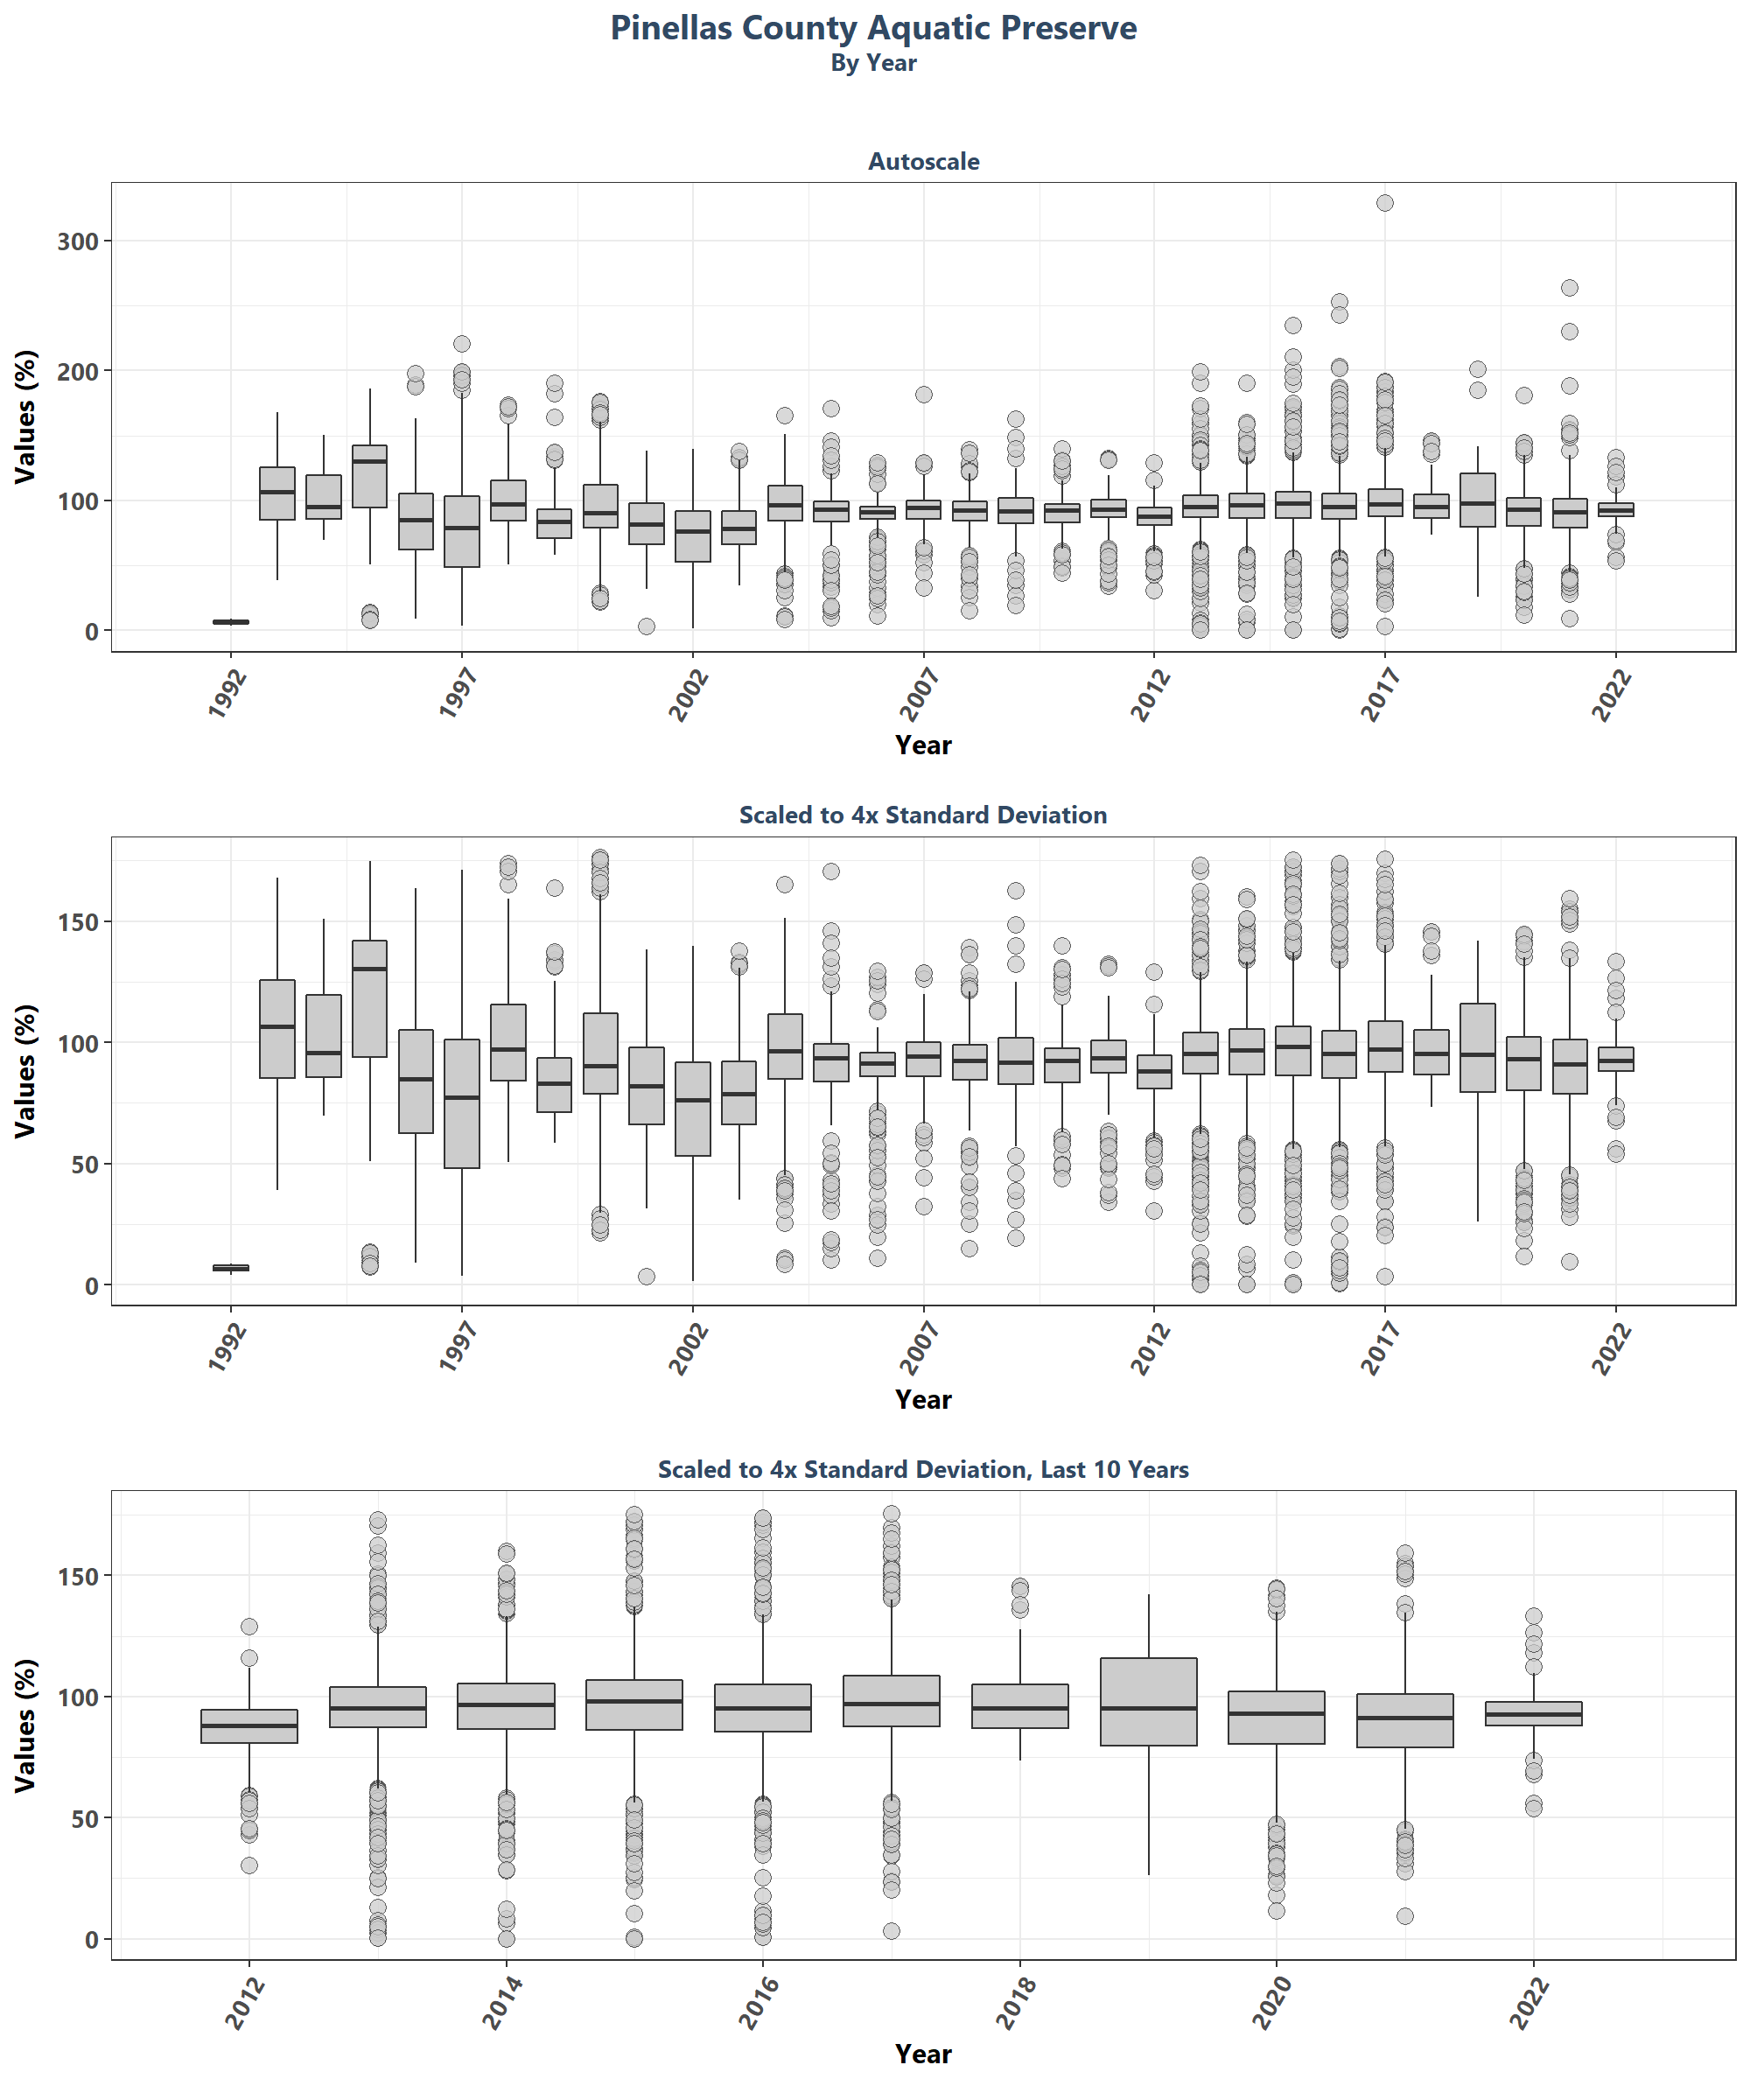 Pinellas County Aquatic Preserve
By Year
Autoscale
Values (%)
300
200
100
0
1992
1997
2002
2007
2012
2017
2022
Year
Scaled to 4x Standard Deviation
Values (%)
150
100
50
0
1992
1997
2002
2007
2012
2017
2022
Year
Scaled to 4x Standard Deviation, Last 10 Years
Values (%)
150
100
50
0
2012
2014
2016
2018
2020
2022
Year